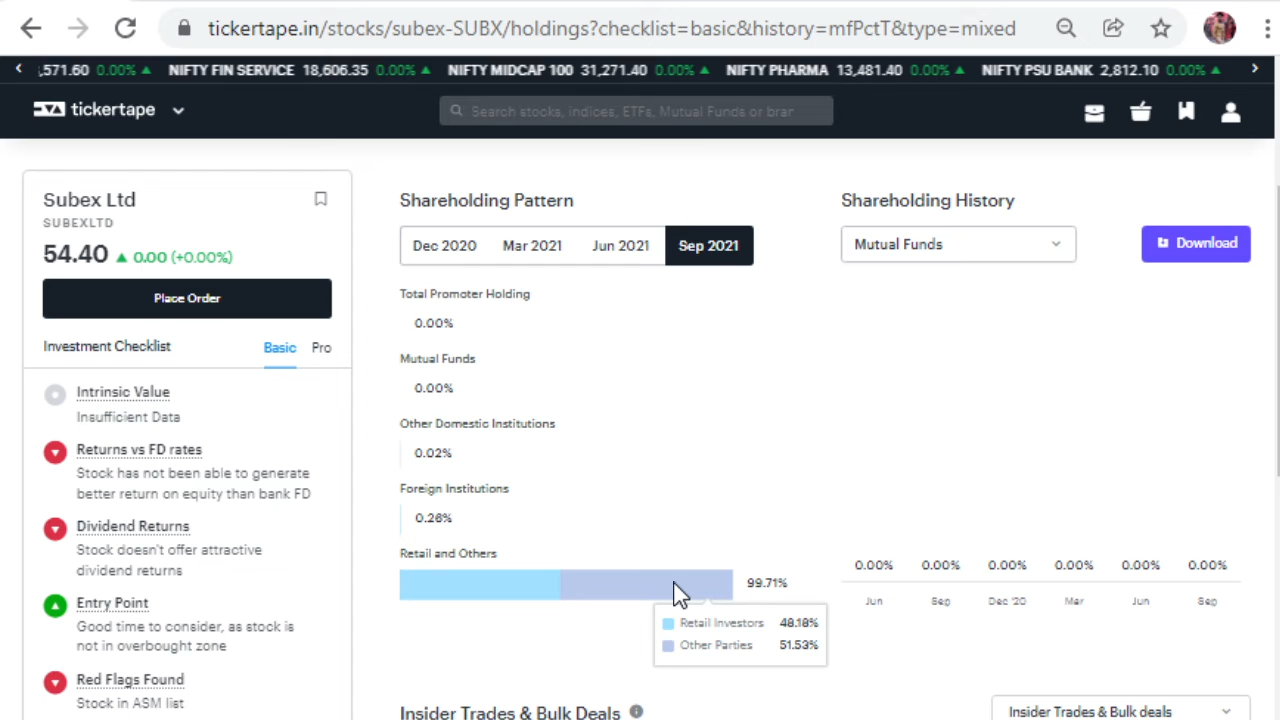 tickertape.in/stocks/subex-SUBX/holdings?checklist=basic&history=mfPctT&type=mixed
,571.60 0.00% NIFTY FIN SERVICE 18,606.35 0.00% NIFTY MIDCAP 100 31,271.40 0.00% NIFTY PHARMA 13,481.40 0.00% NIFTY PSU BANK 2,812.10 0.00%
tickertape
Search stocks, indices, ETFs, Mutual Funds or brar
Subex Ltd
SUBEXLTD
54.40 0.00 (+0.00%)
Place Order
Investment Checklist Basic Pro
Intrinsic Value
Insufficient Data
Returns vs FD rates
Stock has not been able to generate
better return on equity than bank FD
Dividend Returns
Stock doesn't offer attractive
dividend returns
Entry Point
Good time to consider, as stock is
not in overbought zone
Red Flags Found
Stock in ASM list
Shareholding Pattern
Dec 2020 Mar 2021 Jun 2021 Sep 2021
Total Promoter Holding
0.00%
Mutual Funds
0.00%
Other Domestic Institutions
0.02%
Foreign Institutions
0.26%
Retail and Others
99.71%
Retail Investors 48.18%
Other Parties 51.53%
Shareholding History
Mutual Funds
Download
0.00% 0.00% 0.00% 0.00% 0.00% 0.00%
Jun Sep Dec '20 Mar Jun Sep
Insider Trades & Bulk Deals
Insider Trades & Bulk deals